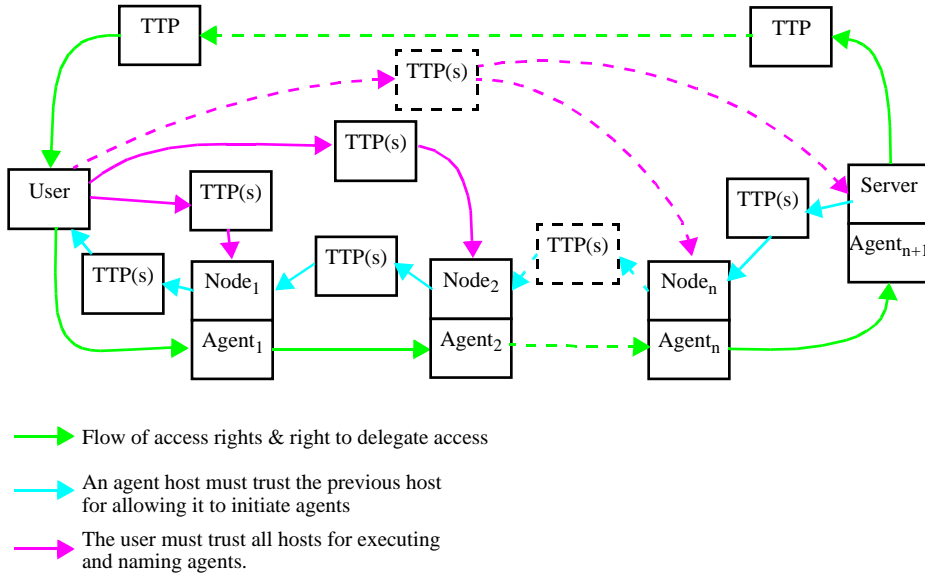 TTP
TTP
TTP(s)
TTP(s)
User
TTP(s)
TTP(s)
Server
TTP(s)
TTP(s)
TTP(s)
Node1
Node2
Noden
Agentn+1
Agent1
Agent2
Agentn
Flow of access rights & right to delegate access
An agent host must trust the previous host
for allowing it to initiate agents
The user must trust all hosts for executing
and naming agents.